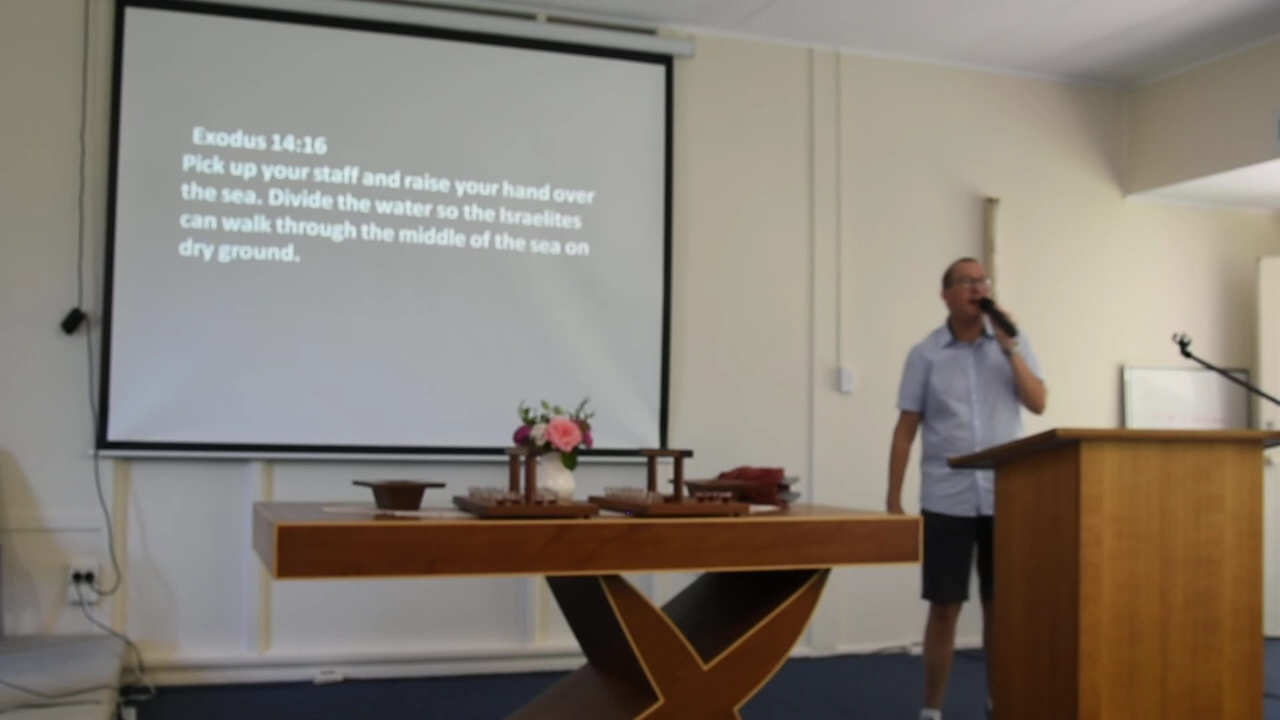 Exodus 14:16
Pick up your staff and raise your hand over
the sea. Divide the water so the Israelites
can walk through the middle of the sea on
dry ground.